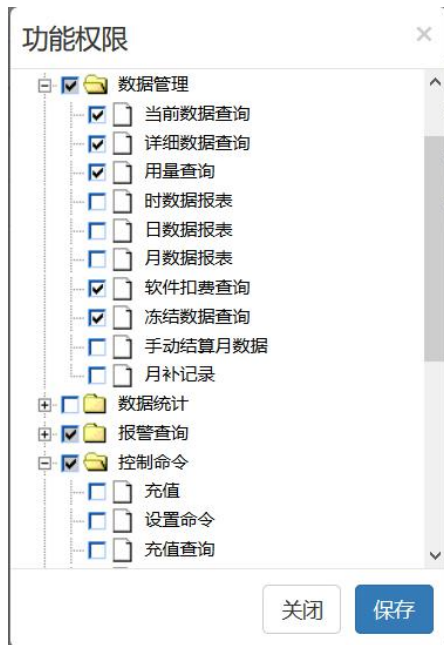 功能权限
数据管理
当前数据查询
详细数据查询
用量查询
时数据报表
日数据报表
月数据报表
软件扣费查询
冻结数据查询
手动结算月数据
月补记录
数据统计
报警查询
控制命令
充值
设置命令
充值查询
关闭 保存